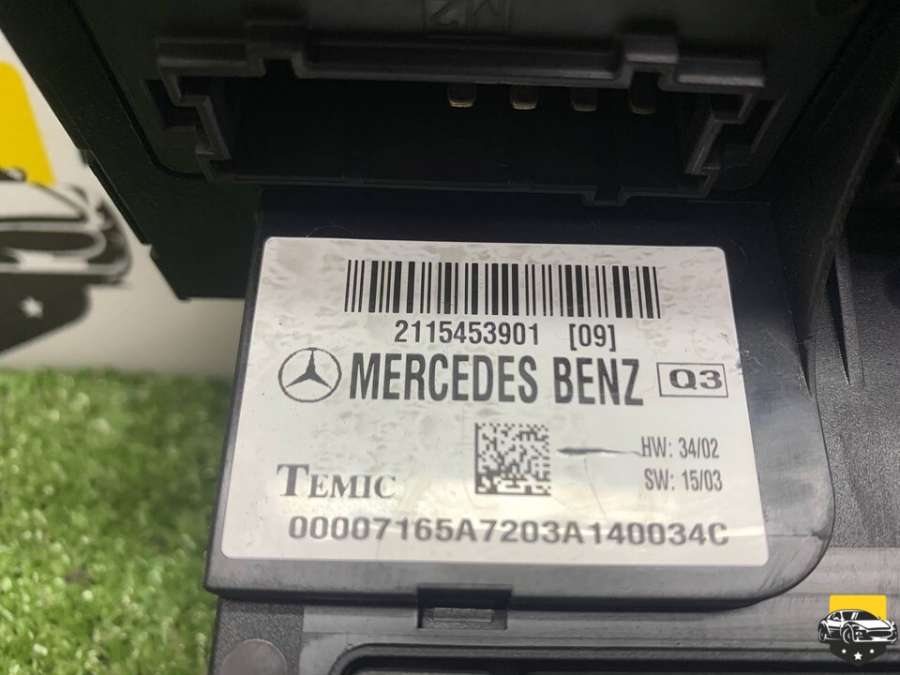 2115453901 [09]
MERCEDES BENZ Q3
HW: 34/02
SW: 15/03
TEMIC
00007165A7203A140034C